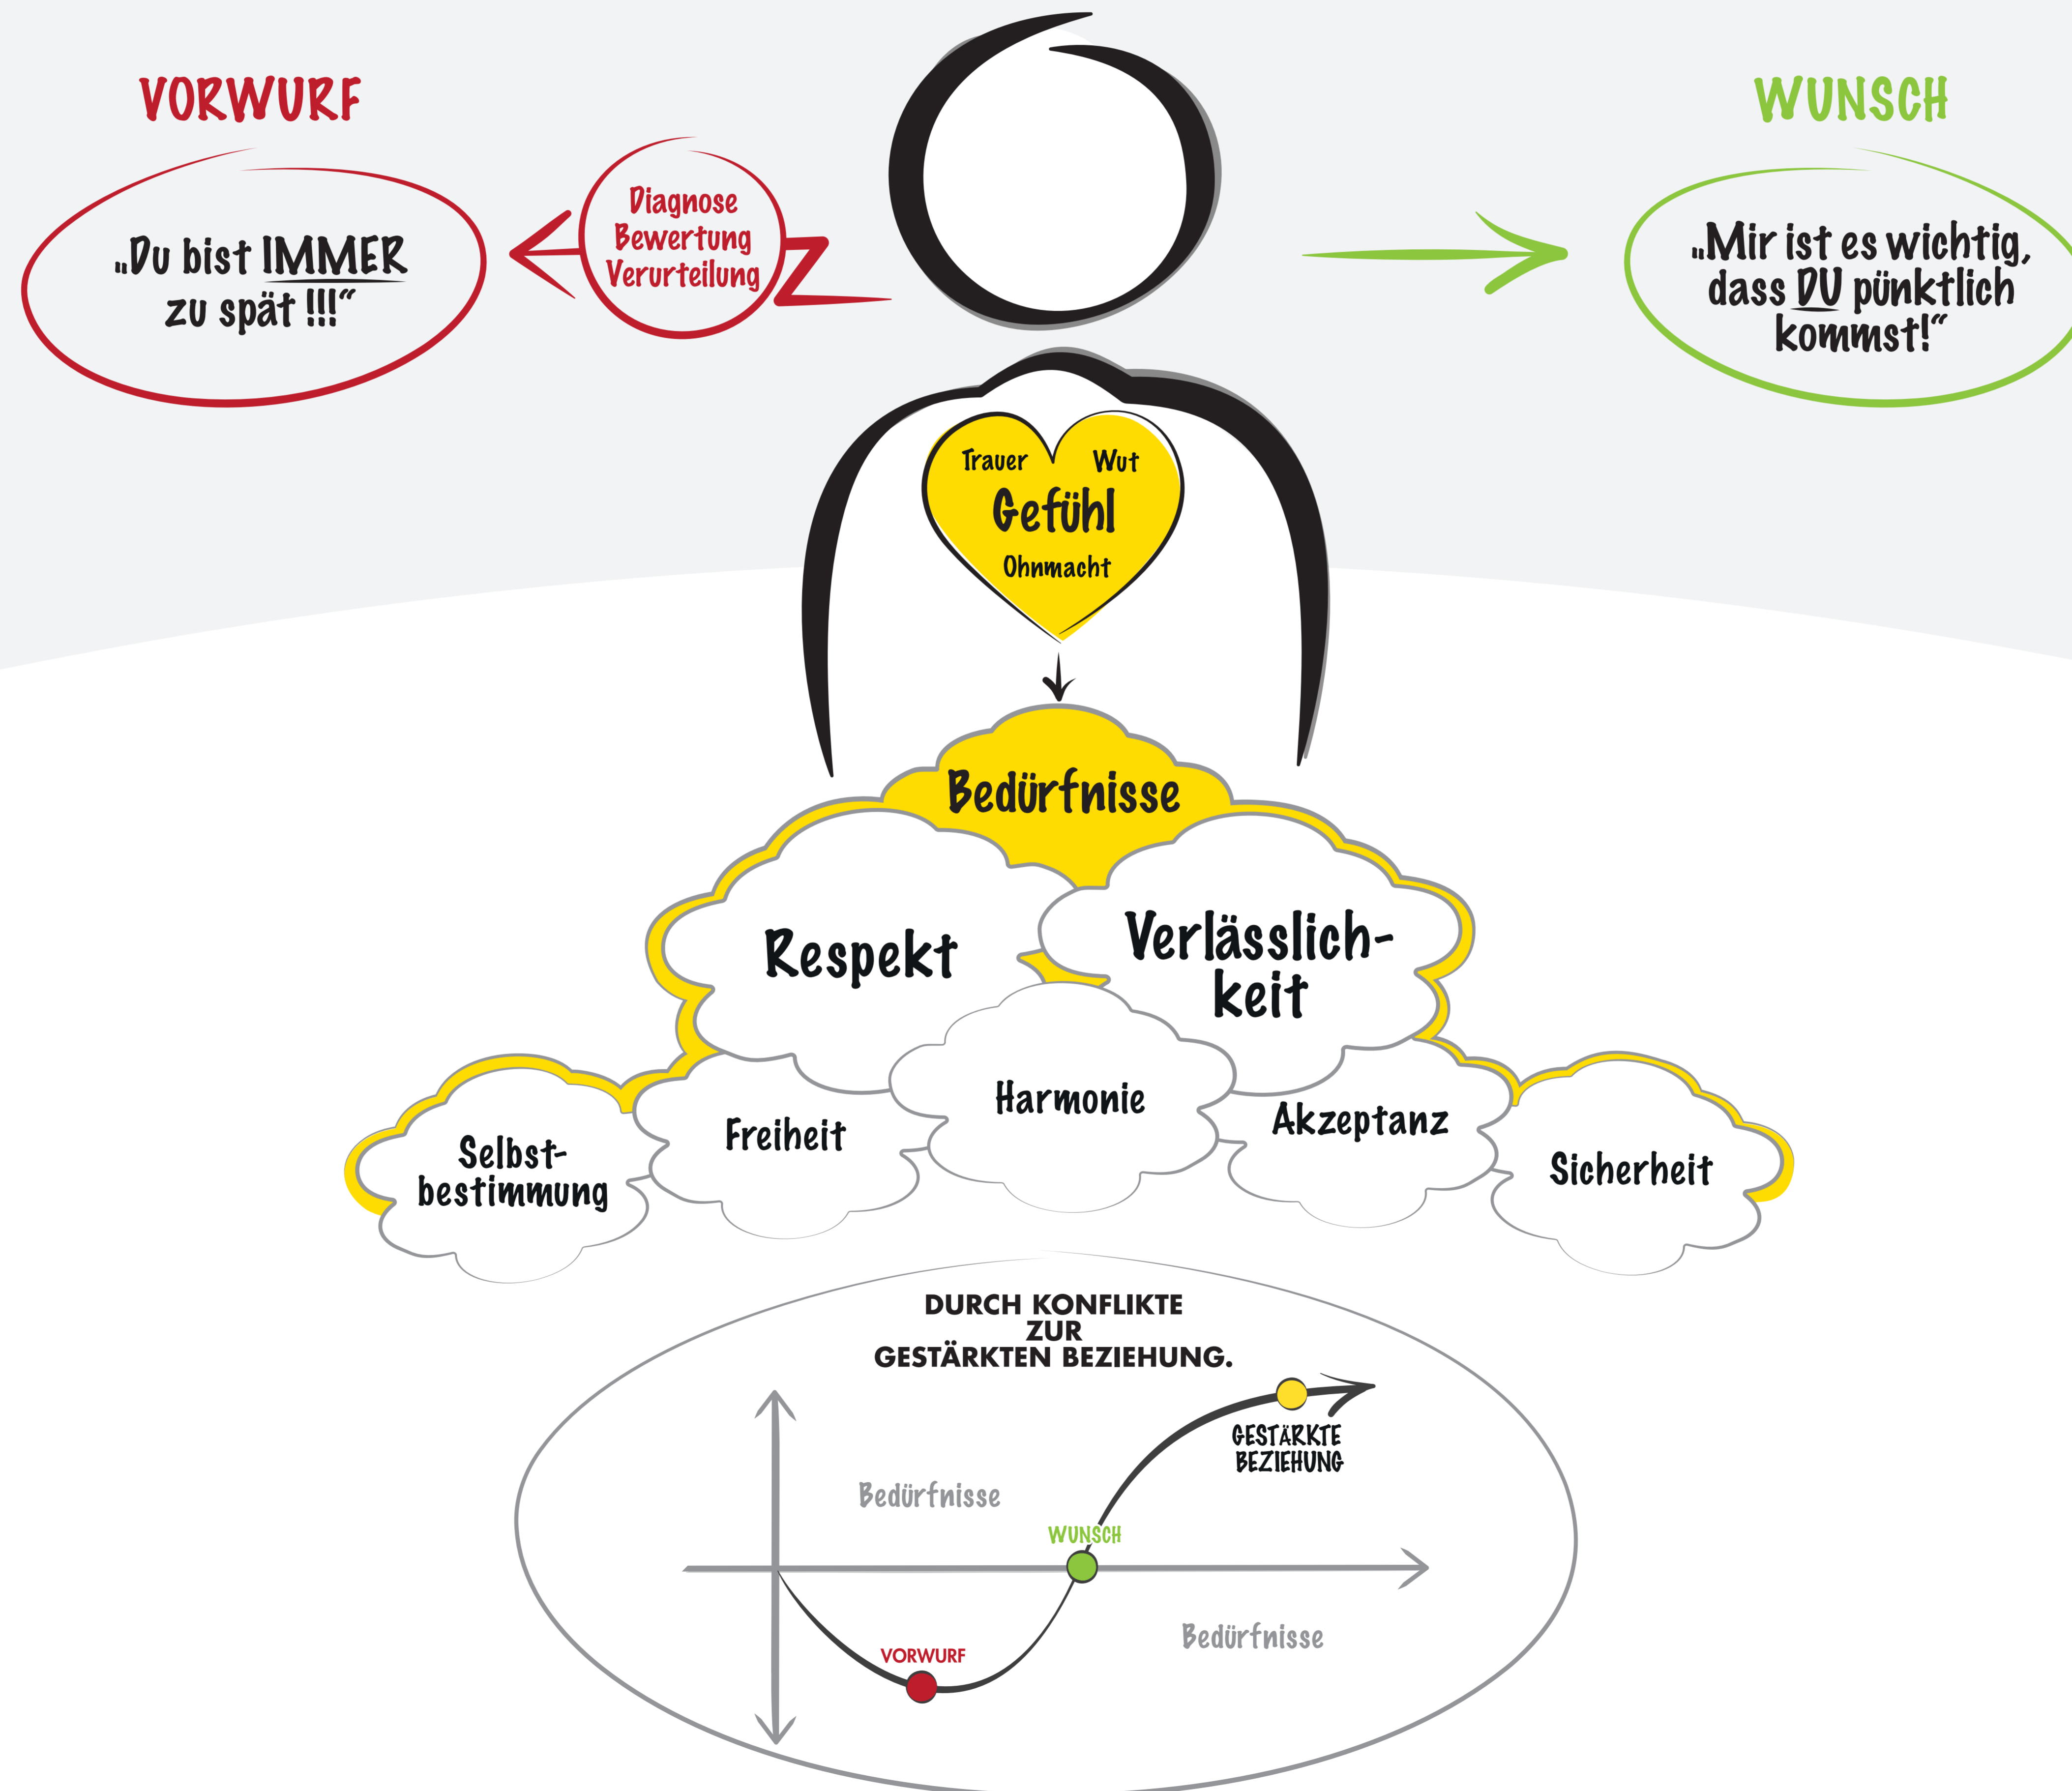 VORWURF
WUNSCH
Diagnose
Bewertung
Verurteilung
„Du bist IMMER
zu spät !!!“
„Mir ist es wichtig,
dass DU pünktlich
kommst!“
Trauer Wut
Gefühl
Ohnmacht
Bedürfnisse
Respekt
Verlässlich-
keit
Harmonie
Freiheit
Akzeptanz
Selbst-
bestimmung
Sicherheit
DURCH KONFLIKTE
ZUR
GESTÄRKTEN BEZIEHUNG.
GESTÄRKTE
BEZIEHUNG
Bedürfnisse
WUNSCH
Bedürfnisse
VORWURF